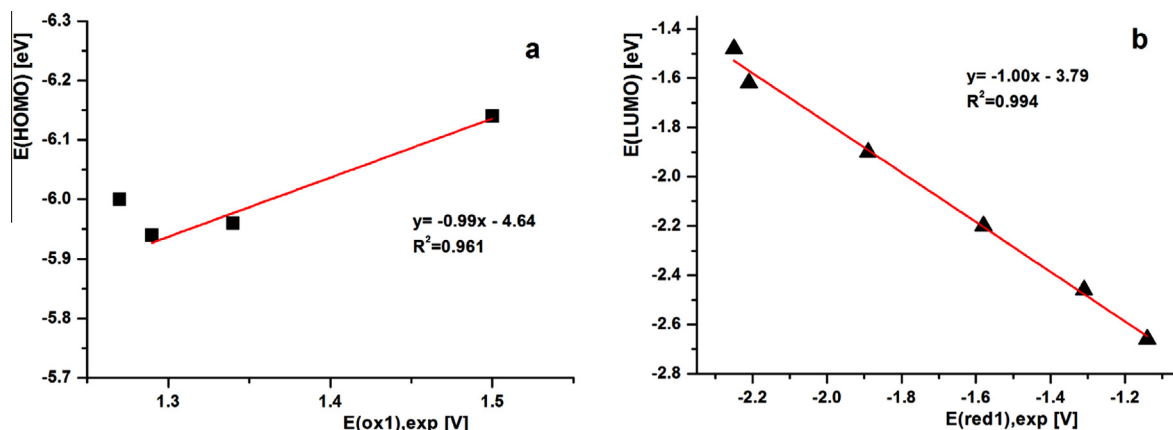 a
E(HOMO) [eV]
-6.3
-6.2
-6.1
-6.0
-5.9
-5.8
-5.7
y= -0.99x - 4.64
R²=0.961
1.3
1.4
1.5
E(ox1),exp [V]
b
E(LUMO) [eV]
-1.4
-1.6
-1.8
-2.0
-2.2
-2.4
-2.6
-2.8
y= -1.00x - 3.79
R²=0.994
-2.2
-2.0
-1.8
-1.6
-1.4
-1.2
E(red1),exp [V]